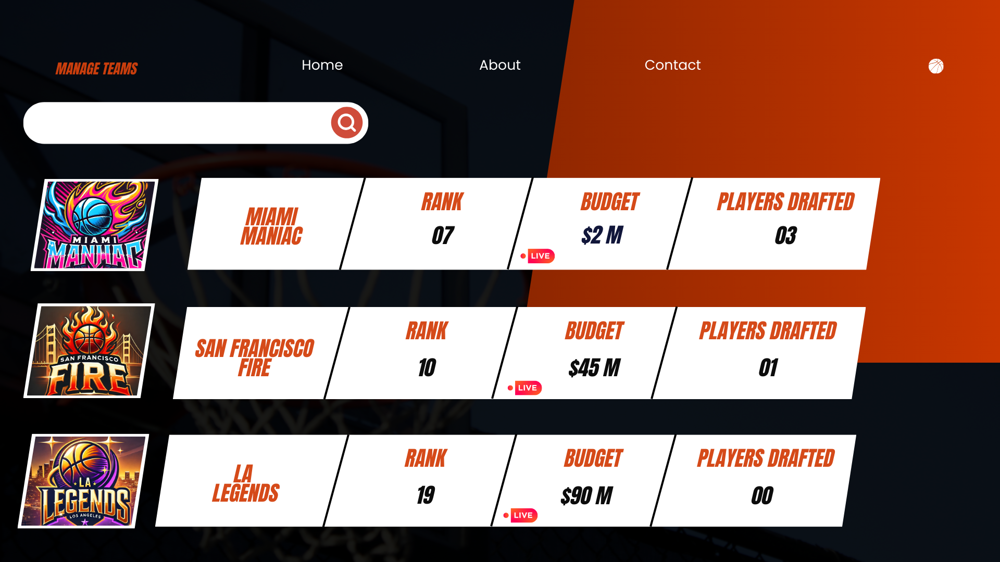 MANAGE TEAMS
Home
About
Contact
MIAMI
MANIAC
MIAMI
MANIAC
RANK
07
BUDGET
$2 M
LIVE
PLAYERS DRAFTED
03
SAN FRANCISCO
FIRE
SAN FRANCISCO
FIRE
RANK
10
BUDGET
$45 M
LIVE
PLAYERS DRAFTED
01
LA
LEGENDS
LOS ANGELES
LA
LEGENDS
RANK
19
BUDGET
$90 M
LIVE
PLAYERS DRAFTED
00